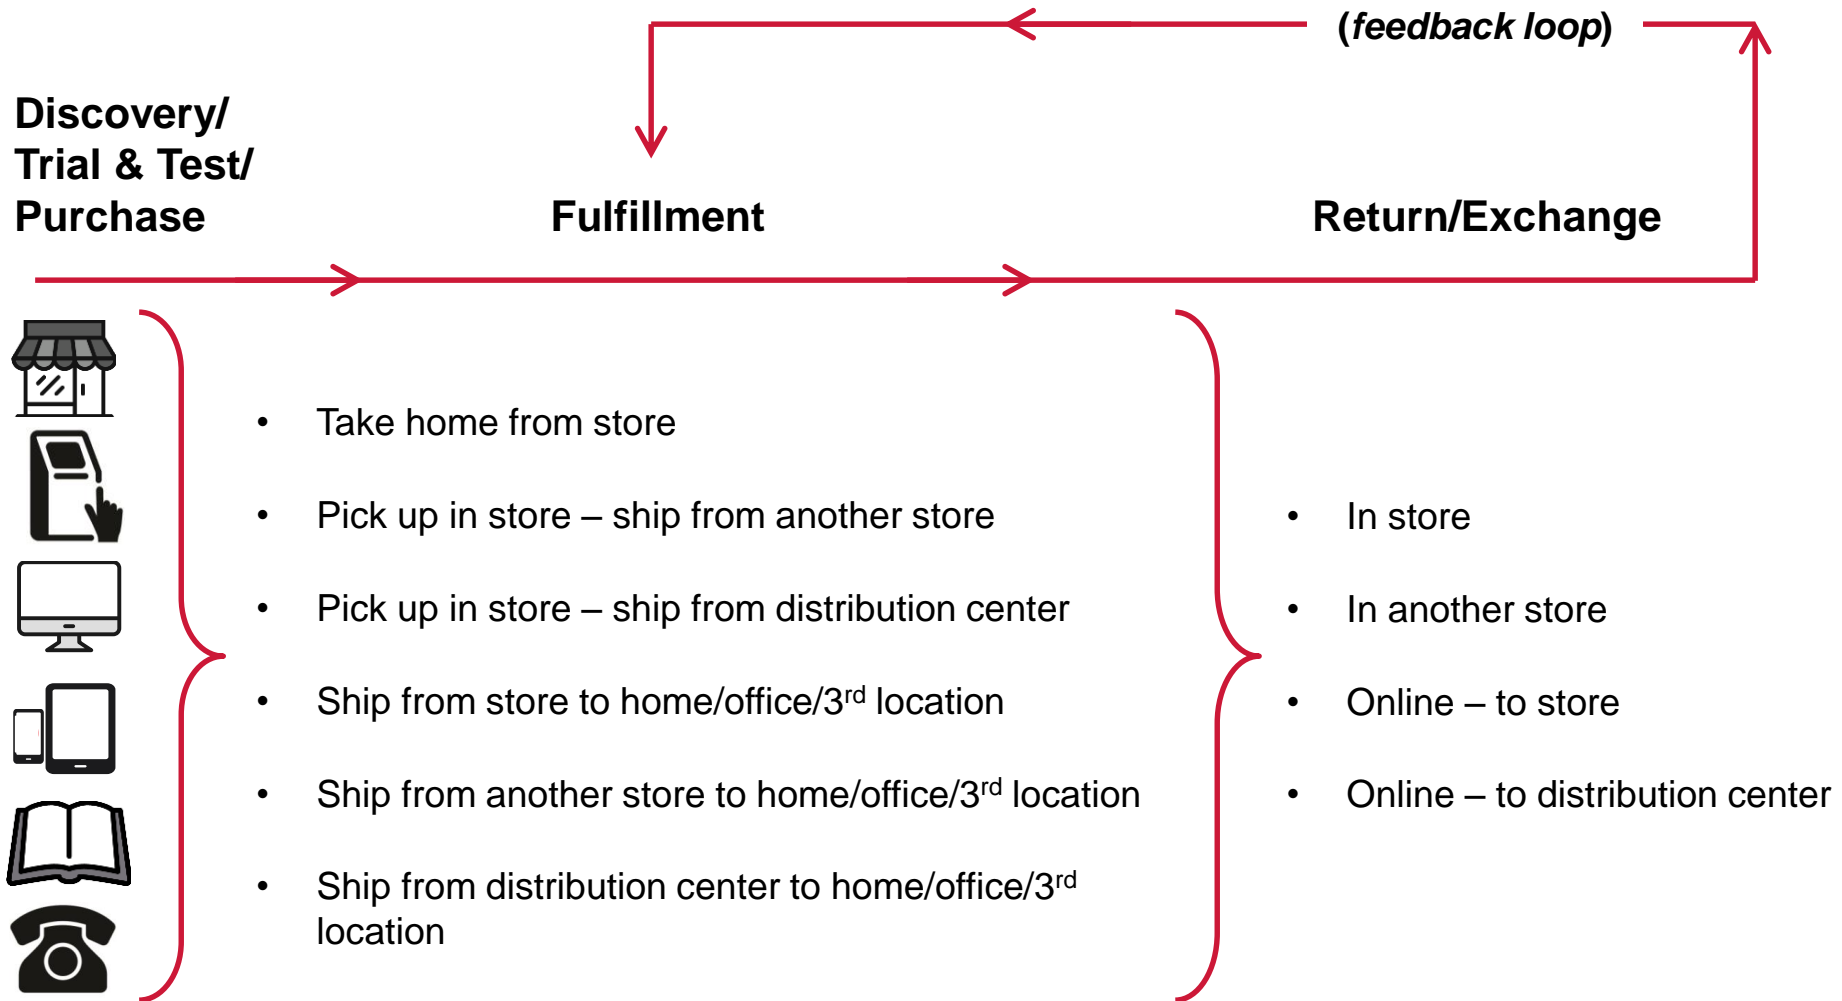 (feedback loop)
Discovery/
Trial & Test/
Purchase
Fulfillment
Return/Exchange
• Take home from store
• Pick up in store – ship from another store
• Pick up in store – ship from distribution center
• Ship from store to home/office/3rd location
• Ship from another store to home/office/3rd location
• Ship from distribution center to home/office/3rd
location
• In store
• In another store
• Online – to store
• Online – to distribution center